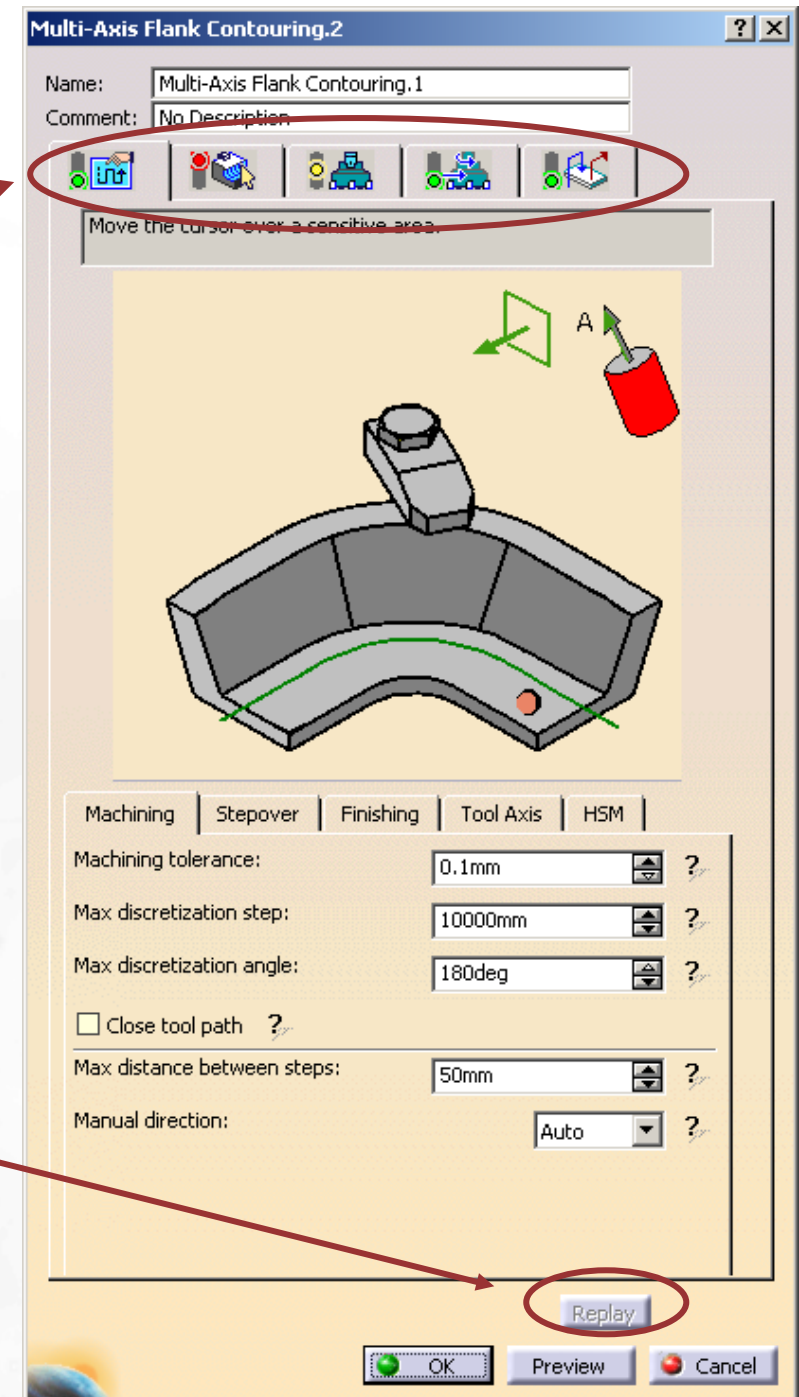 Multi-Axis Flank Contouring.2
Name: Multi-Axis Flank Contouring.1
Comment: No Description
Move the cursor over a sensitive area.
A
Machining Stepover Finishing Tool Axis HSM
Machining tolerance: 0.1mm ?
Max discretization step: 10000mm ?
Max discretization angle: 180deg ?
Close tool path ?
Max distance between steps: 50mm ?
Manual direction: Auto ?
Replay
OK Preview Cancel